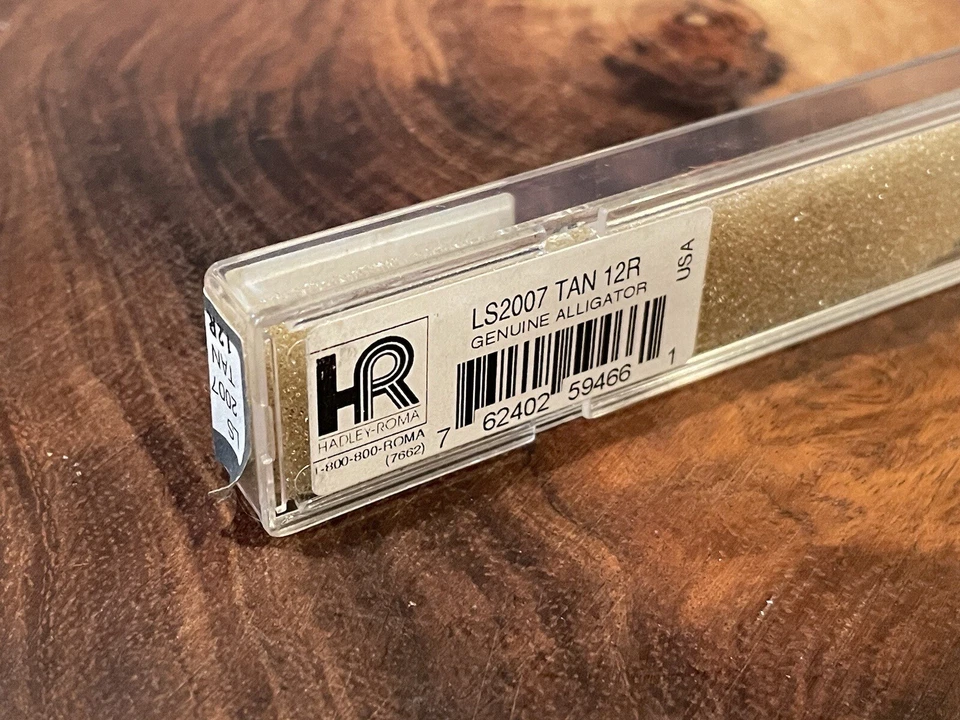 LS2007 TAN 12R
GENUINE ALLIGATOR
USA
HR
HADLEY-ROMA
1-800-800-ROMA
(7662)
7 62402 59466 1
LS 2007
TAN
12R